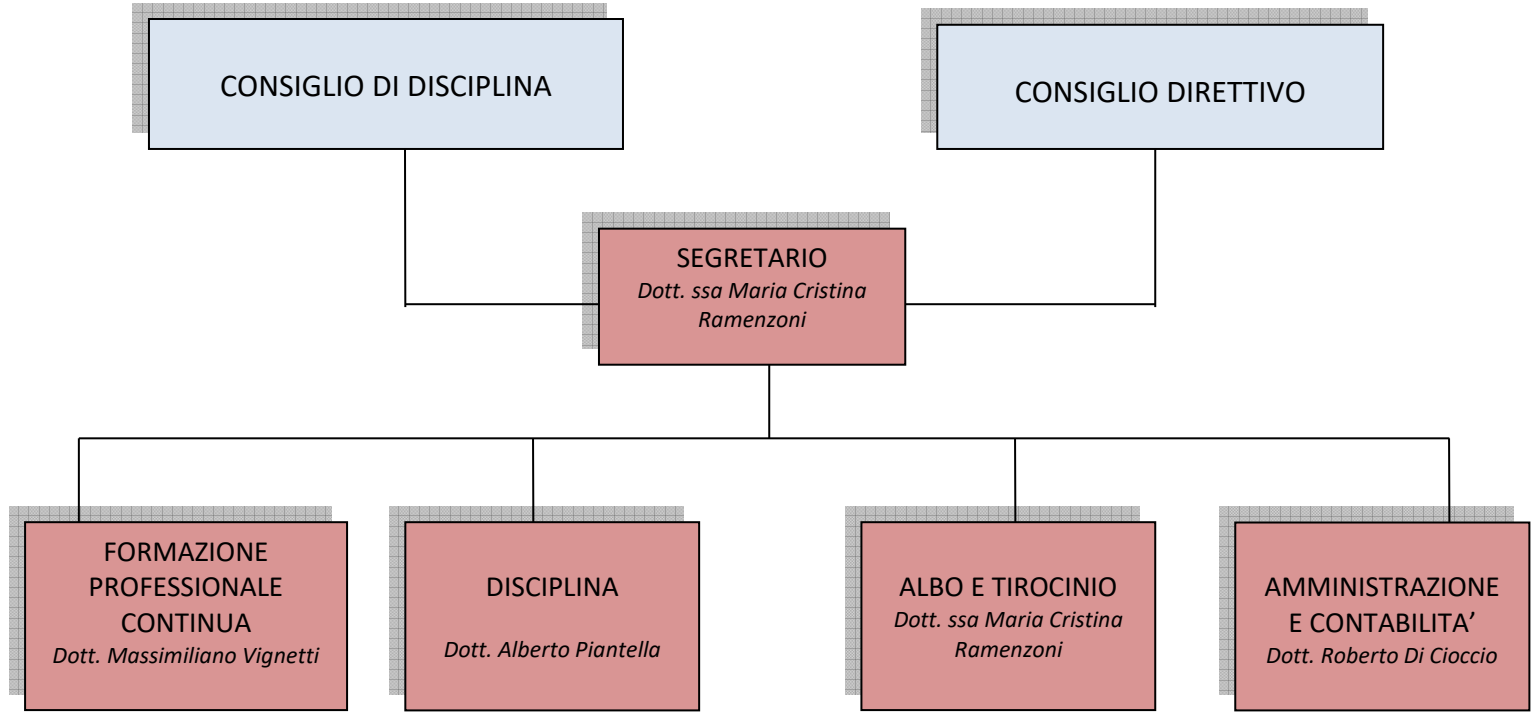 CONSIGLIO DI DISCIPLINA
CONSIGLIO DIRETTIVO
SEGRETARIO
Dott. ssa Maria Cristina
Ramenzoni
FORMAZIONE
PROFESSIONALE
CONTINUA
Dott. Massimiliano Vignetti
DISCIPLINA
Dott. Alberto Piantella
ALBO E TIROCINIO
Dott. ssa Maria Cristina
Ramenzoni
AMMINISTRAZIONE
E CONTABILITA’
Dott. Roberto Di Cioccio